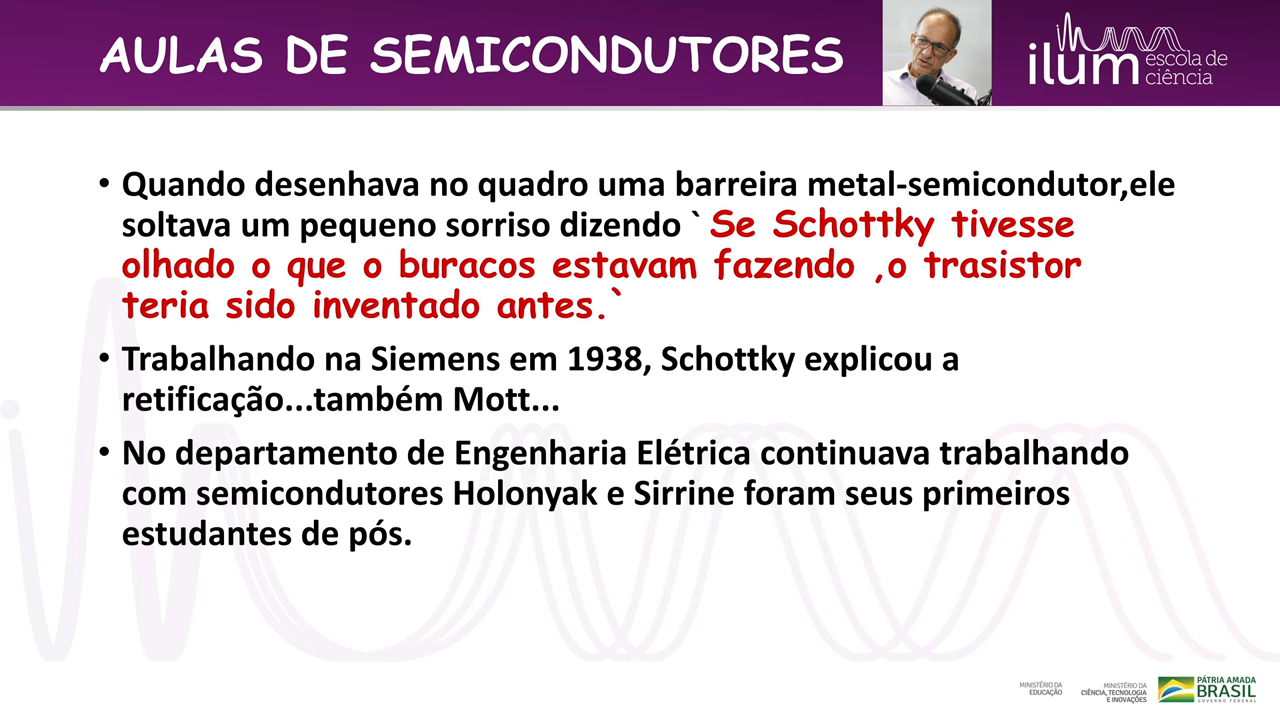 AULAS DE SEMICONDUTORES
ilum escola de ciência
• Quando desenhava no quadro uma barreira metal-semicondutor,ele
soltava um pequeno sorriso dizendo ` Se Schottky tivesse
olhado o que o buracos estavam fazendo ,o trasistor
teria sido inventado antes.`
• Trabalhando na Siemens em 1938, Schottky explicou a
retificação...também Mott...
• No departamento de Engenharia Elétrica continuava trabalhando
com semicondutores Holonyak e Sirrine foram seus primeiros
estudantes de pós.
MINISTÉRIO DA
EDUCAÇÃO
MINISTÉRIO DA
CIÊNCIA, TECNOLOGIA
E INOVAÇÕES
PÁTRIA AMADA
BRASIL
GOVERNO FEDERAL